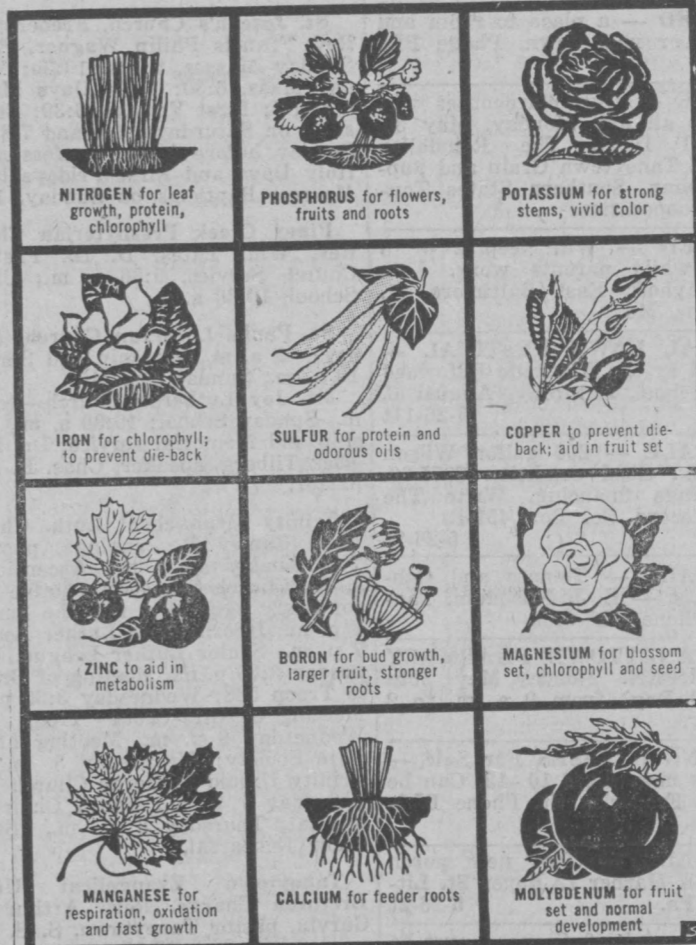 NITROGEN for leaf
growth, protein,
chlorophyll
PHOSPHORUS for flowers,
fruits and roots
POTASSIUM for strong
stems, vivid color
IRON for chlorophyll;
to prevent die-back
SULFUR for protein and
odorous oils
COPPER to prevent die-
back; aid in fruit set
ZINC to aid in
metabolism
BORON for bud growth,
larger fruit, stronger
roots
MAGNESIUM for blossom
set, chlorophyll and seed
MANGANESE for
respiration, oxidation
and fast growth
CALCIUM for feeder roots
MOLYBDENUM for fruit
set and normal
development